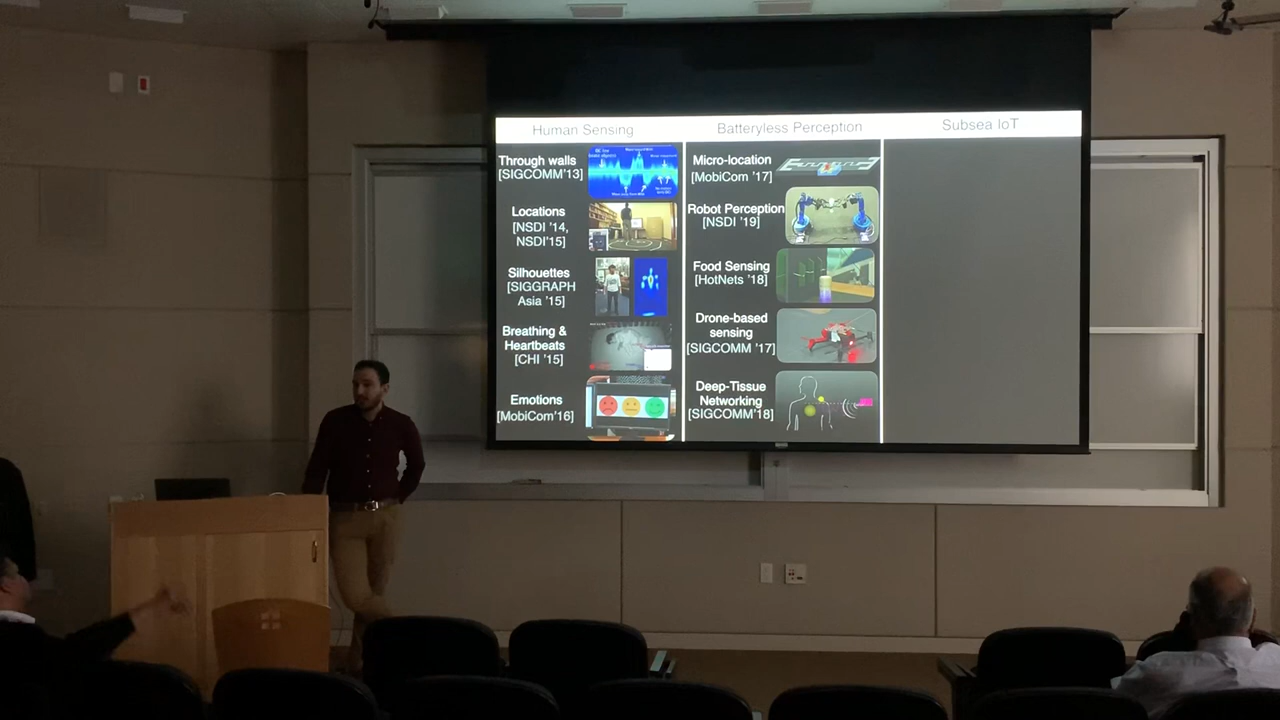 Human Sensing
Batteryless Perception
Subsea IoT
Through walls
[SIGCOMM'13]
Locations
[NSDI '14,
NSDI'15]
Silhouettes
[SIGGRAPH
Asia '15]
Breathing &
Heartbeats
[CHI '15]
Emotions
[MobiCom'16]
Micro-location
[MobiCom '17]
Robot Perception
[NSDI '19]
Food Sensing
[HotNets '18]
Drone-based
sensing
[SIGCOMM '17]
Deep-Tissue
Networking
[SIGCOMM'18]